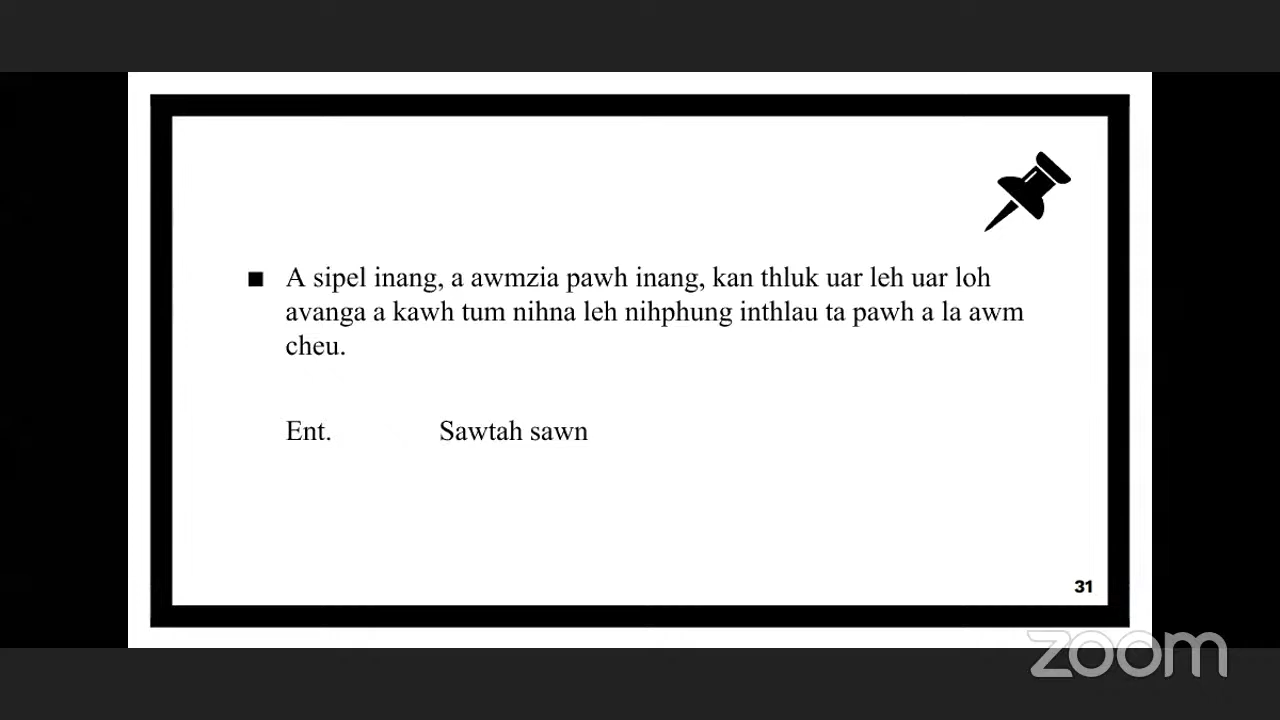 ■ A sipel inang, a awmzia pawh inang, kan thluk uar leh uar loh
avanga a kawh tum nihna leh nihphung inthlau ta pawh a la awm
cheu.
Ent. Sawtah sawn
31
zoom